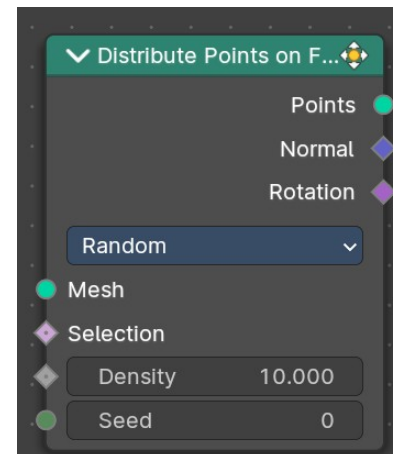 Distribute Points on F...
Points
Normal
Rotation
Random
Mesh
Selection
Density 10.000
Seed 0